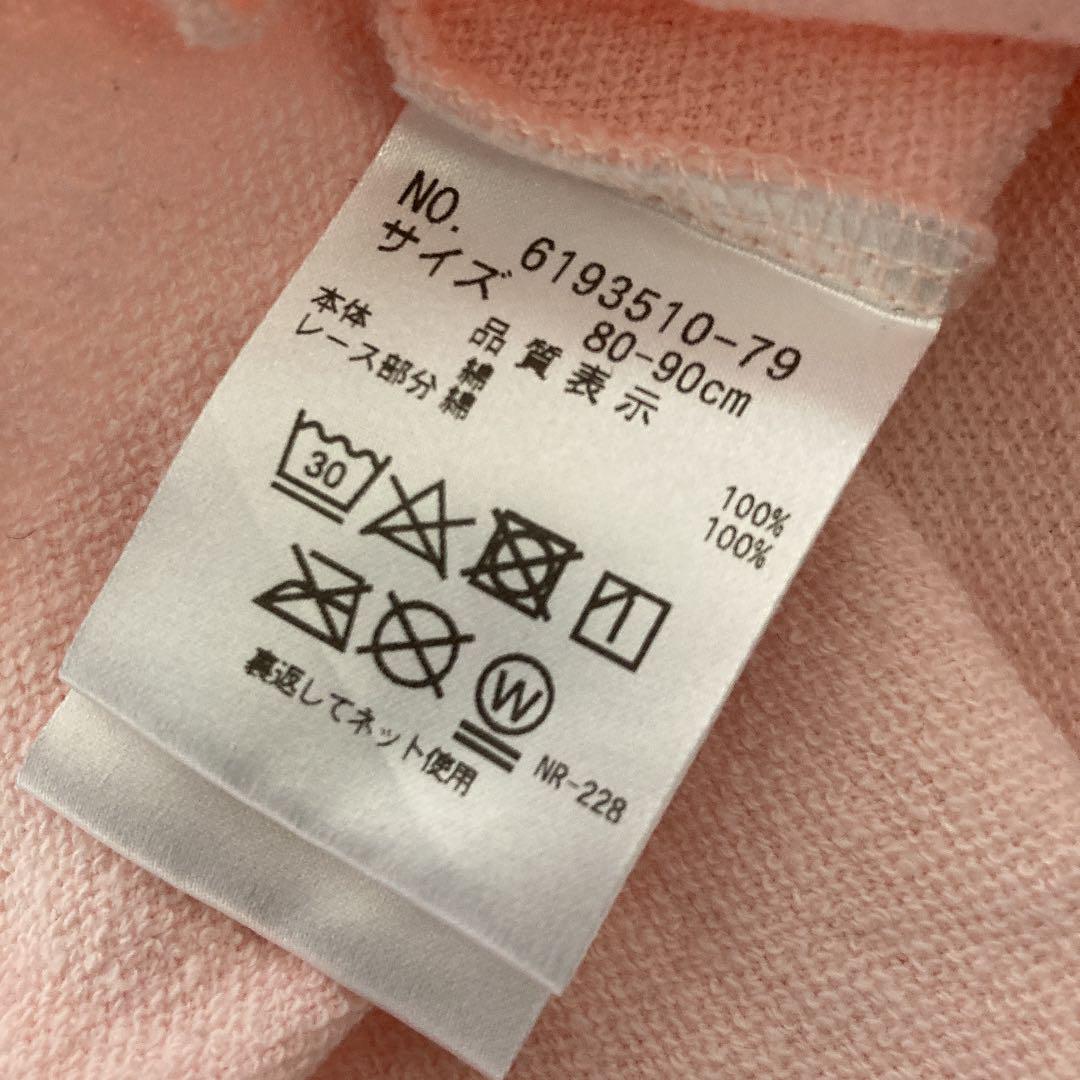 NO. 6193510-79
サイズ 80-90cm
品質表示
本体 綿 100%
レース部分 綿 100%
30
W
裏返してネット使用
NR-228